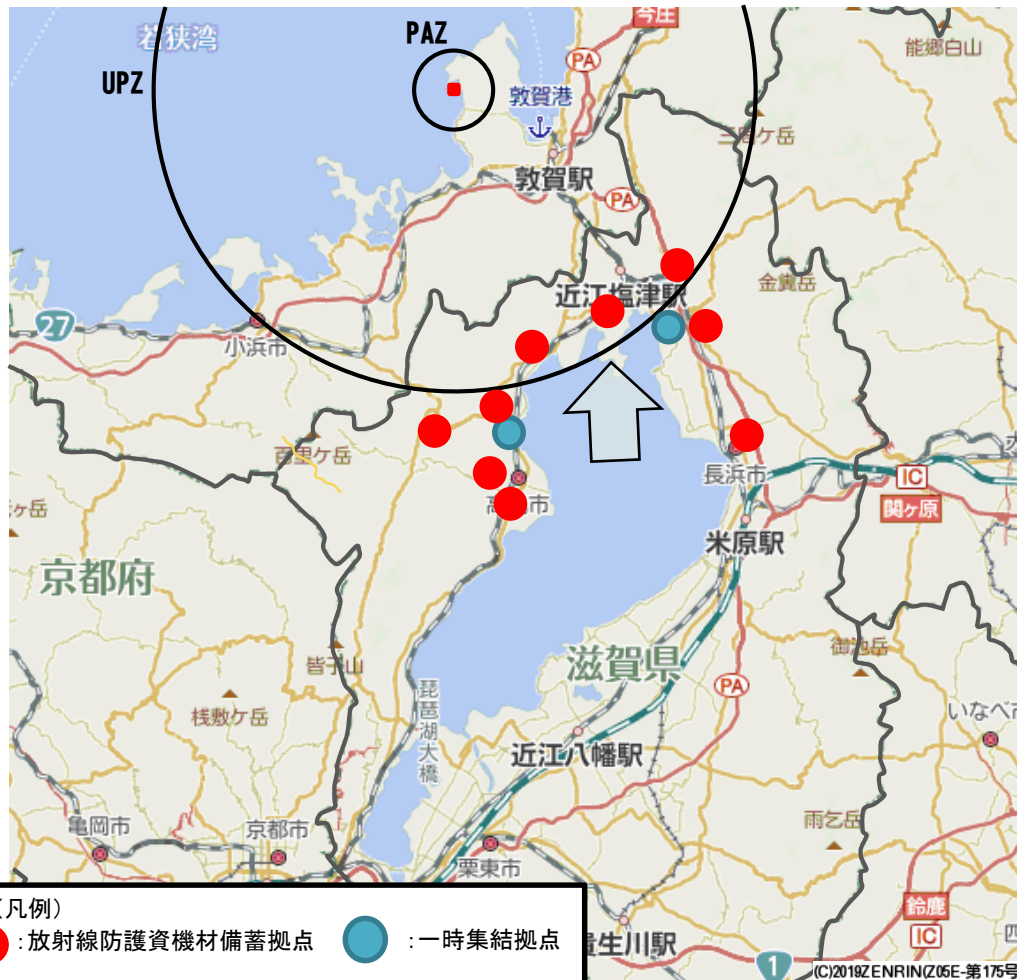 若狭湾
PAZ
UPZ
今庄
PA
能郷白山
敦賀港
三周ケ岳
敦賀駅
PA
近江塩津駅
金糞岳
27
小浜市
百里ケ岳
長浜市
IC
関ヶ原
ケ岳
米原駅
京都府
滋賀県
御池岳
皆子山
PA
桟敷ケ岳
琵琶湖大橋
いなべ市
近江八幡駅
亀岡市
京都市
雨乞岳
栗東市
鈴鹿
IC
貴生川駅
1
(凡例)
:放射線防護資機材備蓄拠点
:一時集結拠点
(C)2019ZENRIN(Z05E-第175号